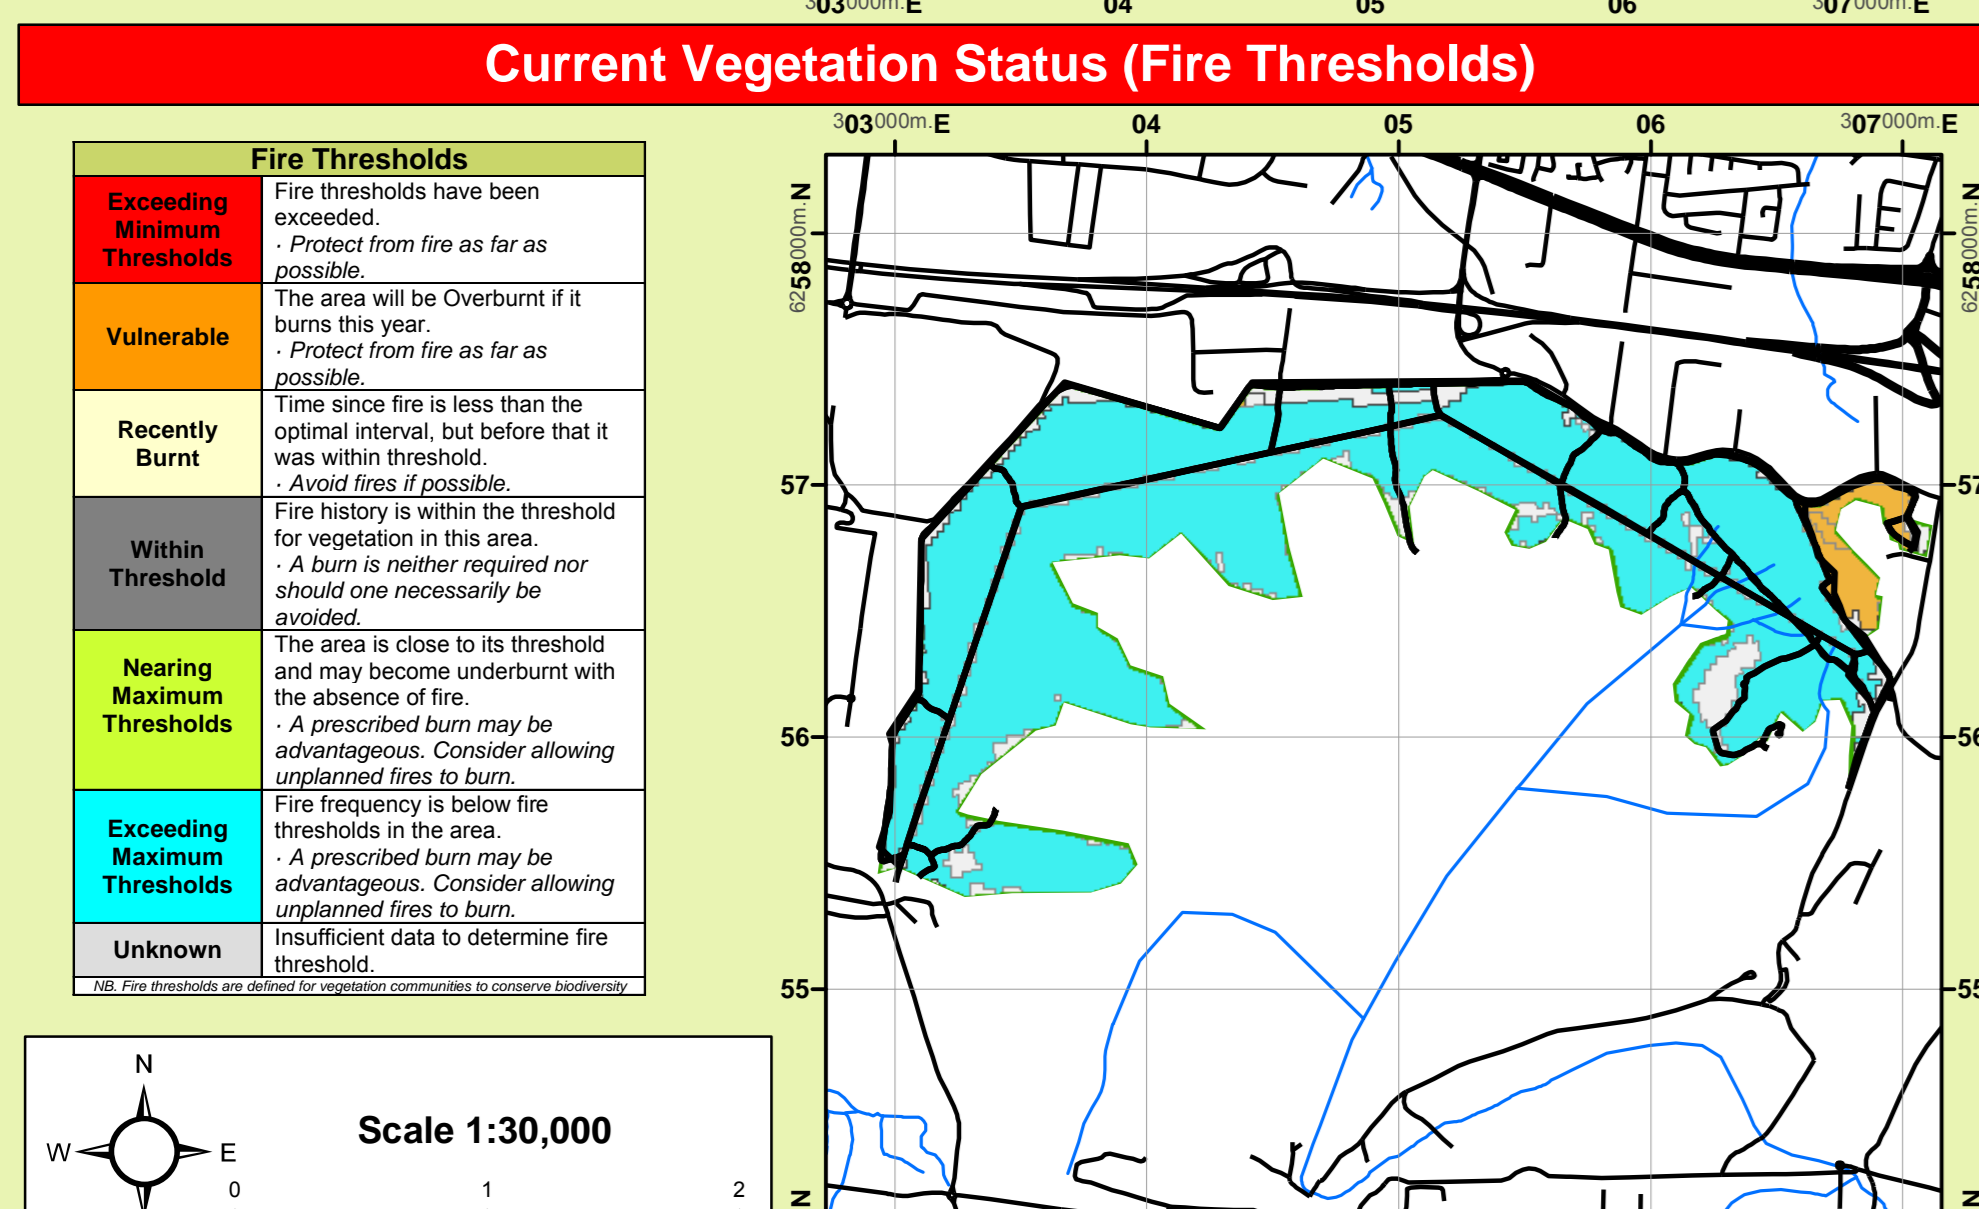 303000m.E 04 05 06 307000m.E
Current Vegetation Status (Fire Thresholds)
303000m.E 04 05 06 307000m.E
Fire Thresholds
Exceeding
Minimum
Thresholds
Fire thresholds have been
exceeded.
· Protect from fire as far as
possible.
Vulnerable
The area will be Overburnt if it
burns this year.
· Protect from fire as far as
possible.
Recently
Burnt
Time since fire is less than the
optimal interval, but before that it
was within threshold.
· Avoid fires if possible.
Within
Threshold
Fire history is within the threshold
for vegetation in this area.
· A burn is neither required nor
should one necessarily be
avoided.
Nearing
Maximum
Thresholds
The area is close to its threshold
and may become underburnt with
the absence of fire.
· A prescribed burn may be
advantageous. Consider allowing
unplanned fires to burn.
Exceeding
Maximum
Thresholds
Fire frequency is below fire
thresholds in the area.
· A prescribed burn may be
advantageous. Consider allowing
unplanned fires to burn.
Unknown
Insufficient data to determine fire
threshold.
NB. Fire thresholds are defined for vegetation communities to conserve biodiversity
6258000m.N
6258000m.N
57 57
56 56
55 55
N
N
N
W E
Scale 1:30,000
0 1 2